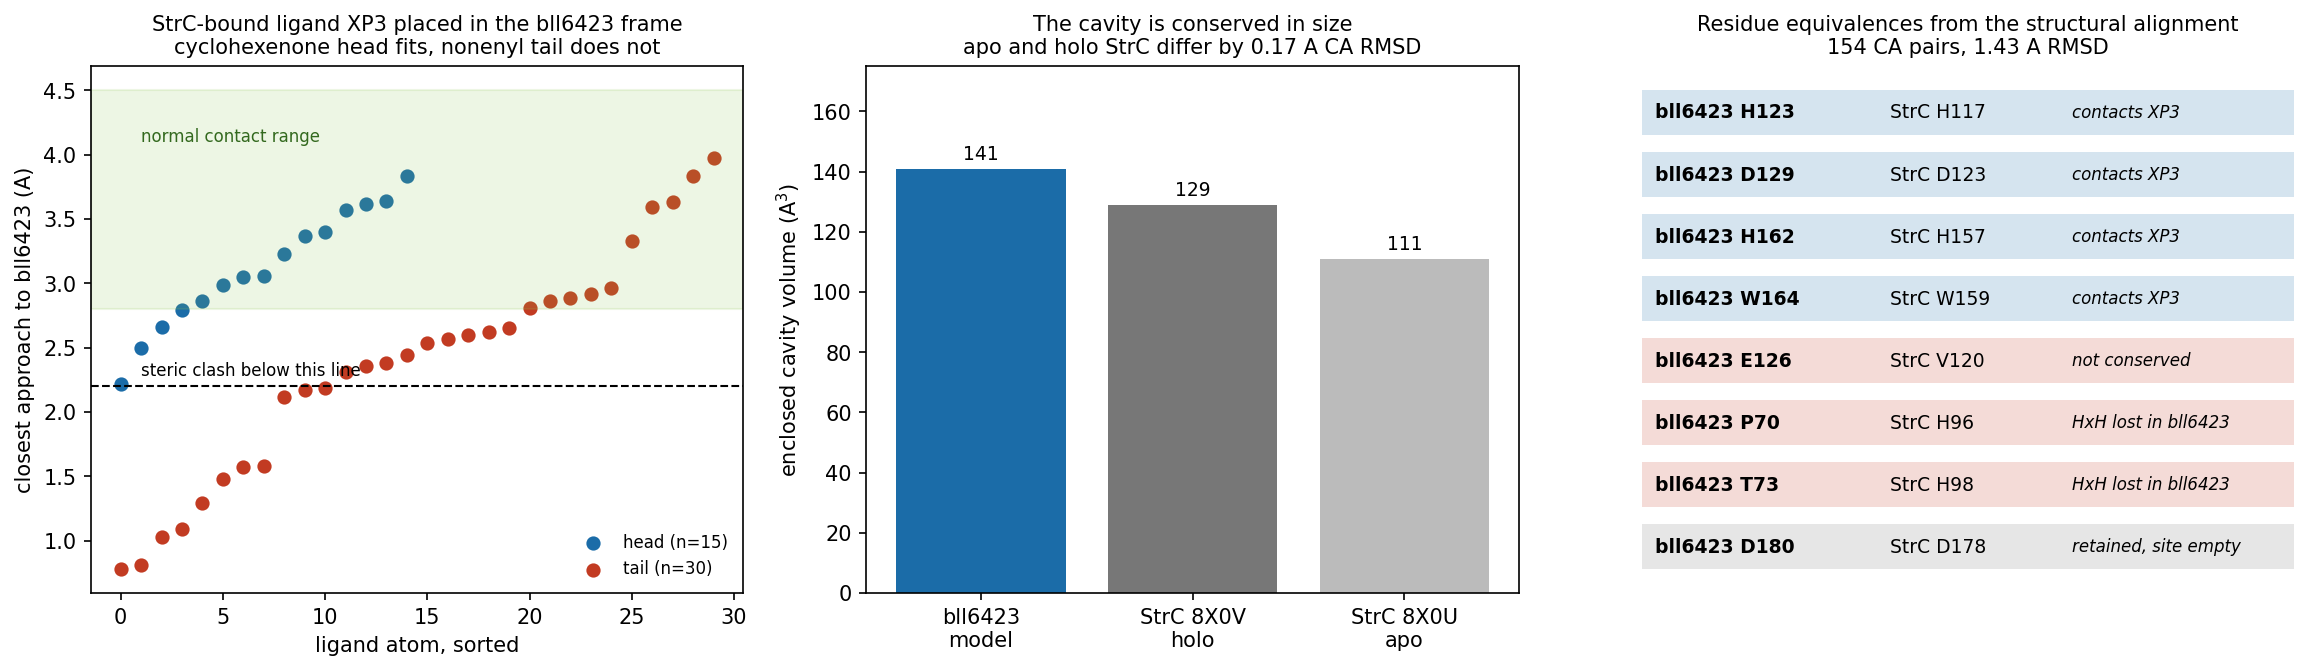 StrC-bound ligand XP3 placed in the bll6423 frame
cyclohexenone head fits, nonenyl tail does not
closest approach to bll6423 (A)
4.5
4.0
3.5
3.0
2.5
2.0
1.5
1.0
normal contact range
steric clash below this line
head (n=15)
tail (n=30)
0
5
10
15
20
25
30
ligand atom, sorted
The cavity is conserved in size
apo and holo StrC differ by 0.17 A CA RMSD
enclosed cavity volume (A³)
160
140
120
100
80
60
40
20
0
141
129
111
bll6423
model
StrC 8X0V
holo
StrC 8X0U
apo
Residue equivalences from the structural alignment
154 CA pairs, 1.43 A RMSD
bll6423 H123 StrC H117 contacts XP3
bll6423 D129 StrC D123 contacts XP3
bll6423 H162 StrC H157 contacts XP3
bll6423 W164 StrC W159 contacts XP3
bll6423 E126 StrC V120 not conserved
bll6423 P70 StrC H96 HxH lost in bll6423
bll6423 T73 StrC H98 HxH lost in bll6423
bll6423 D180 StrC D178 retained, site empty